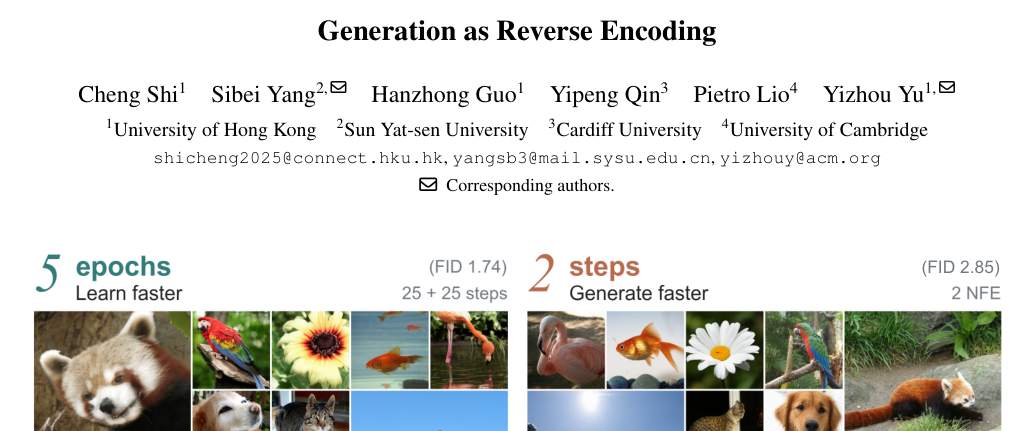 Generation as Reverse Encoding
Cheng Shi¹ Sibei Yang²,✉ Hanzhong Guo¹ Yipeng Qin³ Pietro Lio⁴ Yizhou Yu¹,✉
¹University of Hong Kong ²Sun Yat-sen University ³Cardiff University ⁴University of Cambridge
shicheng2025@connect.hku.hk, yangsb3@mail.sysu.edu.cn, yizhouy@acm.org
✉ Corresponding authors.
5 epochs (FID 1.74)
Learn faster 25 + 25 steps
2 steps (FID 2.85)
Generate faster 2 NFE